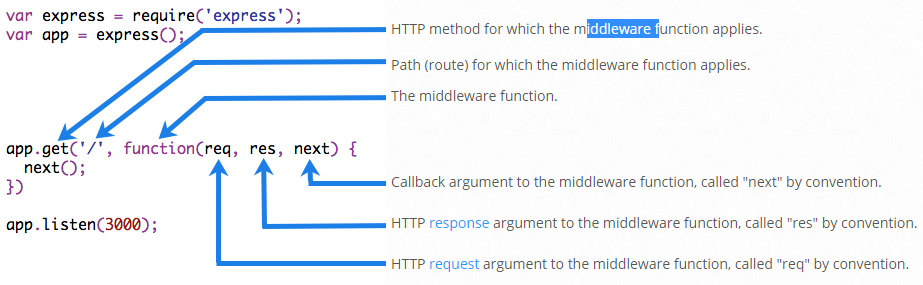 var express = require('express');
var app = express();
HTTP method for which the middleware function applies.
Path (route) for which the middleware function applies.
The middleware function.
app.get('/', function(req, res, next) {
next();
})
Callback argument to the middleware function, called "next" by convention.
app.listen(3000);
HTTP response argument to the middleware function, called "res" by convention.
HTTP request argument to the middleware function, called "req" by convention.